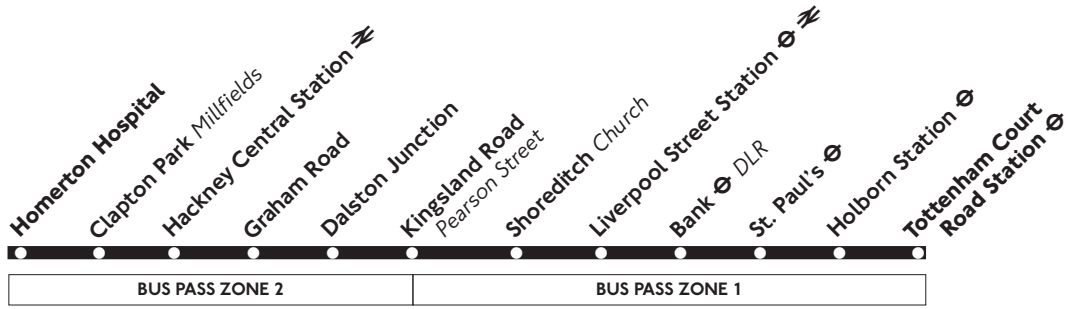 Homerton Hospital
Clapton Park Millfields
Hackney Central Station
Graham Road
Dalston Junction
Kingsland Road
Pearson Street
Shoreditch Church
Liverpool Street Station
Bank DLR
St. Paul's
Holborn Station
Tottenham Court
Road Station
BUS PASS ZONE 2
BUS PASS ZONE 1